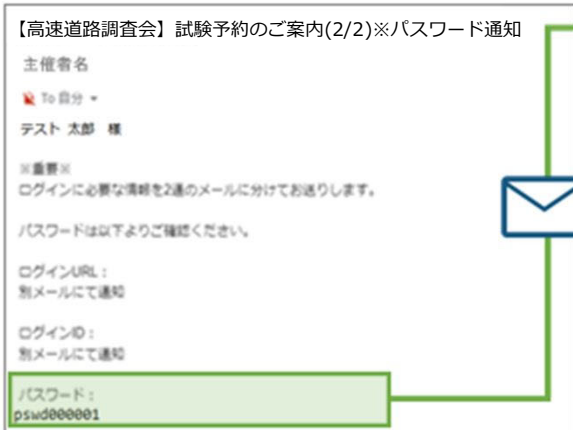 【高速道路調査会】試験予約のご案内(2/2)※パスワード通知
主催者名
To 自分
テスト 太郎 様
※重要※
ログインに必要な情報を2通のメールに分けてお送りします。
パスワードは以下よりご確認ください。
ログインURL：
別メールにて通知
ログインID：
別メールにて通知
パスワード：
pswd000001